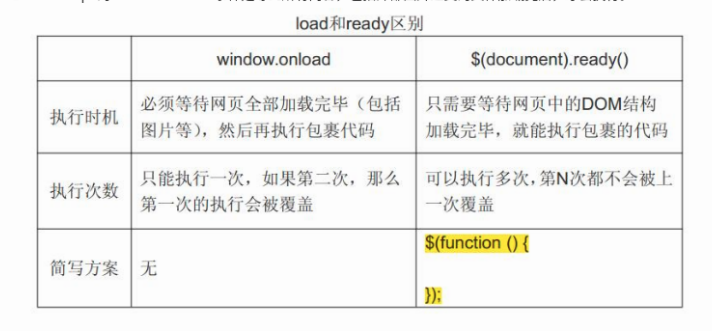 load和ready区别
window.onload
$(document).ready()
执行时机
必须等待网页全部加载完毕（包括
图片等），然后再执行包裹代码
只需要等待网页中的DOM结构
加载完毕，就能执行包裹的代码
执行次数
只能执行一次，如果第二次，那么
第一次的执行会被覆盖
可以执行多次，第N次都不会被上
一次覆盖
简写方案
无
$(function () {
});